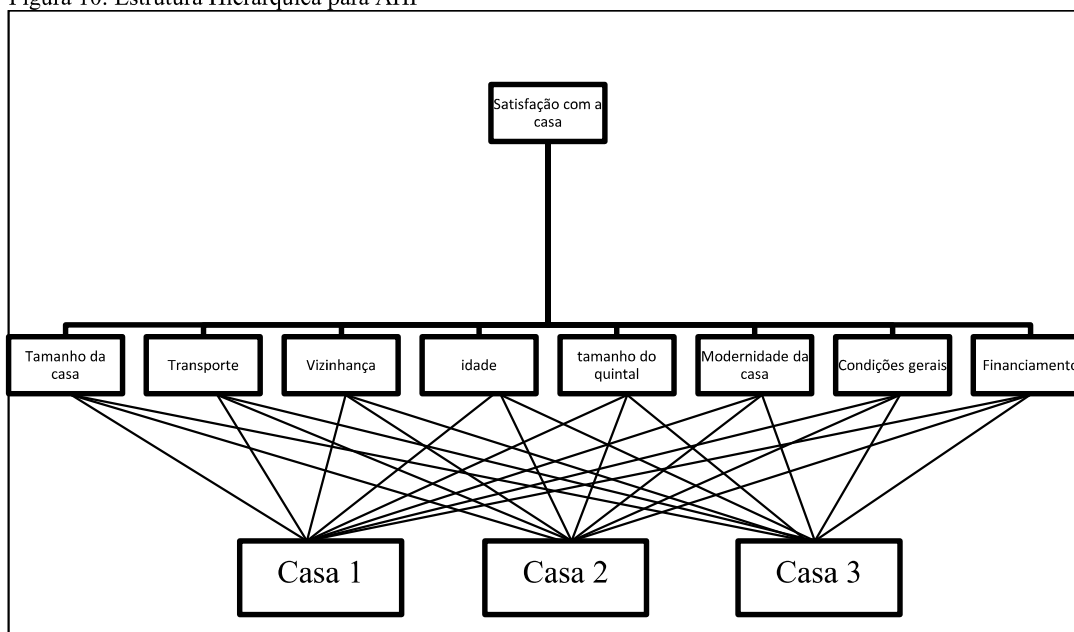 Figura 10: Estrutura Hierárquica para AHP
Satisfação com a
casa
Tamanho da
casa
Transporte
Vizinhança
idade
tamanho do
quintal
Modernidade da
casa
Condições gerais
Financiamento
Casa 1
Casa 2
Casa 3